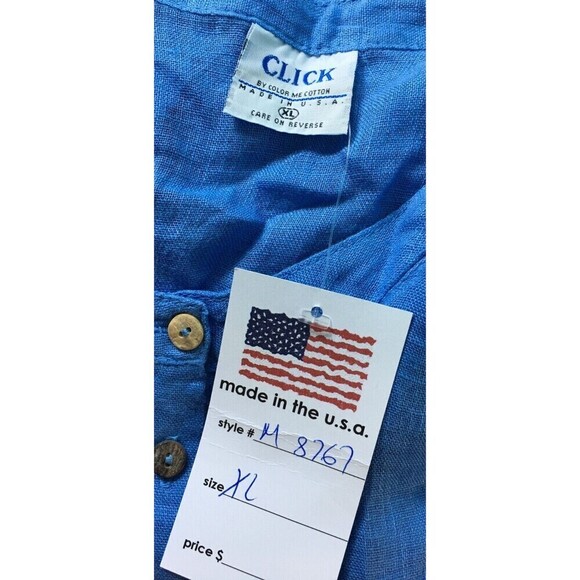 CLICK
BY COLOR ME COTTON
MADE IN U.S.A.
XL
CARE ON REVERSE
made in the u.s.a.
style # M 8767
size XL
price $